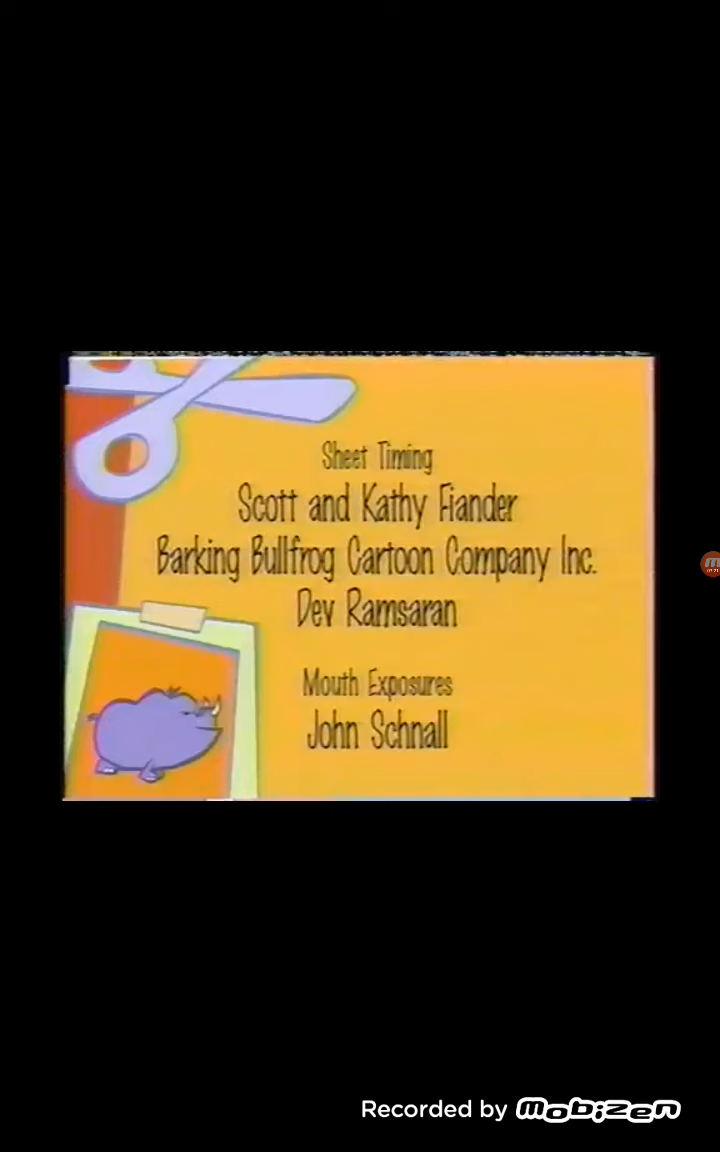 Sheet Timing
Scott and Kathy Fiander
Barking Bullfrog Cartoon Company Inc.
Dev Ramsaran
Mouth Exposures
John Schnall
Recorded by mobizen